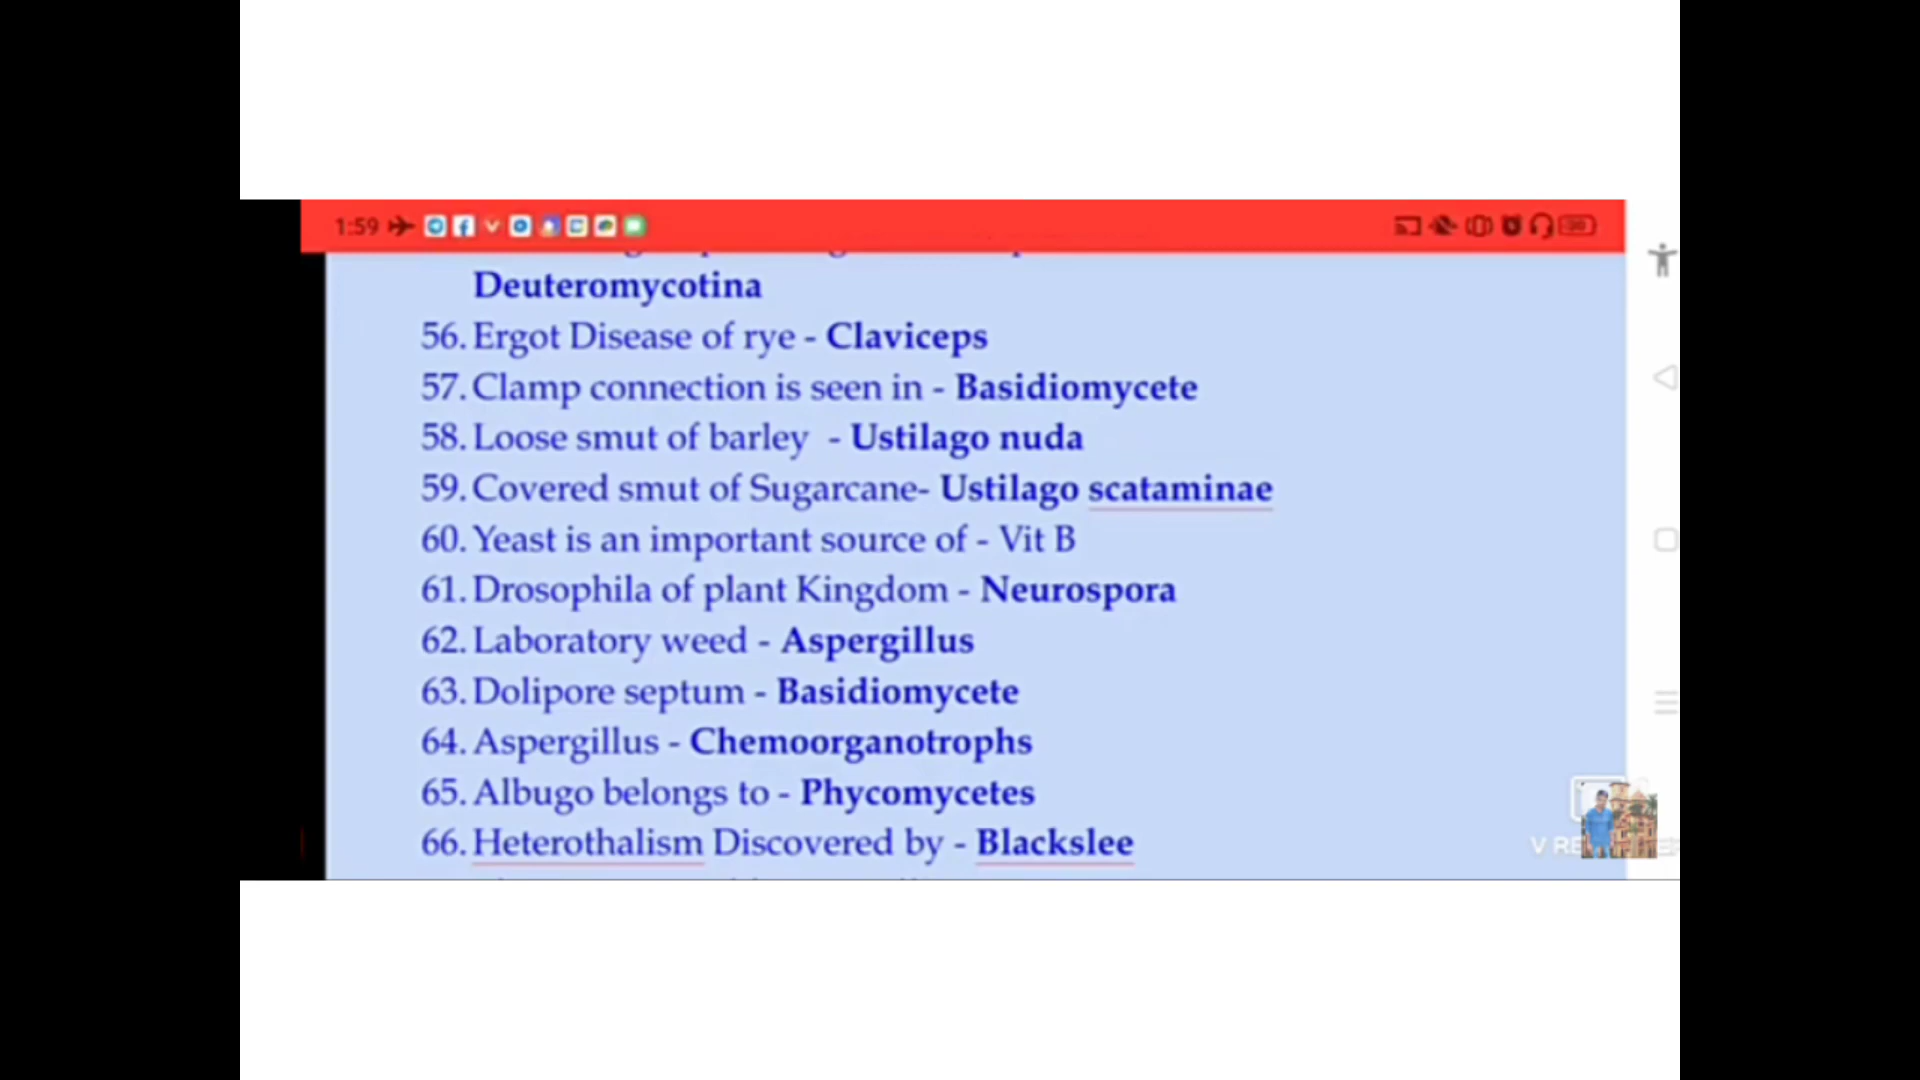 1:59
Deuteromycotina
56. Ergot Disease of rye - Claviceps
57. Clamp connection is seen in - Basidiomycete
58. Loose smut of barley - Ustilago nuda
59. Covered smut of Sugarcane- Ustilago scataminae
60. Yeast is an important source of - Vit B
61. Drosophila of plant Kingdom - Neurospora
62. Laboratory weed - Aspergillus
63. Dolipore septum - Basidiomycete
64. Aspergillus - Chemoorganotrophs
65. Albugo belongs to - Phycomycetes
66. Heterothalism Discovered by - Blackslee